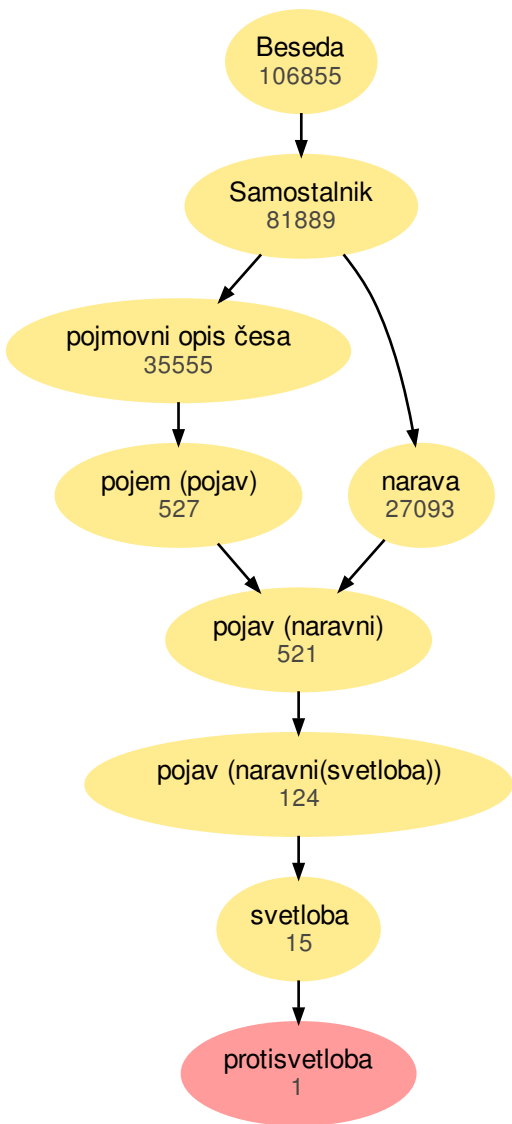 Beseda
106855
Samostalnik
81889
pojmovni opis česa
35555
pojem (pojav)
527
narava
27093
pojav (naravni)
521
pojav (naravni(svetloba))
124
svetloba
15
protisvetloba
1